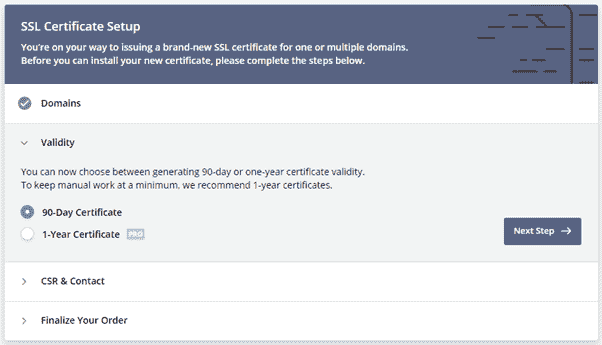 SSL Certificate Setup
You're on your way to issuing a brand-new SSL certificate for one or multiple domains.
Before you can install your new certificate, please complete the steps below.
Domains
Validity
You can now choose between generating 90-day or one-year certificate validity.
To keep manual work at a minimum, we recommend 1-year certificates.
90-Day Certificate
1-Year Certificate PRO
Next Step
CSR & Contact
Finalize Your Order